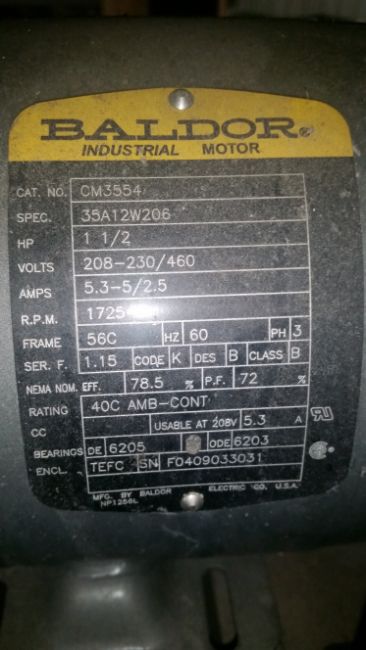 BALDOR®
INDUSTRIAL MOTOR
CAT. NO. CM3554
SPEC. 35A12W206
HP 1 1/2
VOLTS 208-230/460
AMPS 5.3-5/2.5
R.P.M. 1725
FRAME 56C HZ 60 PH 3
SER. F. 1.15 CODE K DES B CLASS B
NEMA NOM. EFF. 78.5 % P.F. 72 %
RATING 40C AMB-CONT
CC USABLE AT 208V 5.3 A
BEARINGS DE 6205 ODE 6203
ENCL. TEFC SN F0409033031
MFG. BY BALDOR ELECTRIC CO. U.S.A.
NP1256L